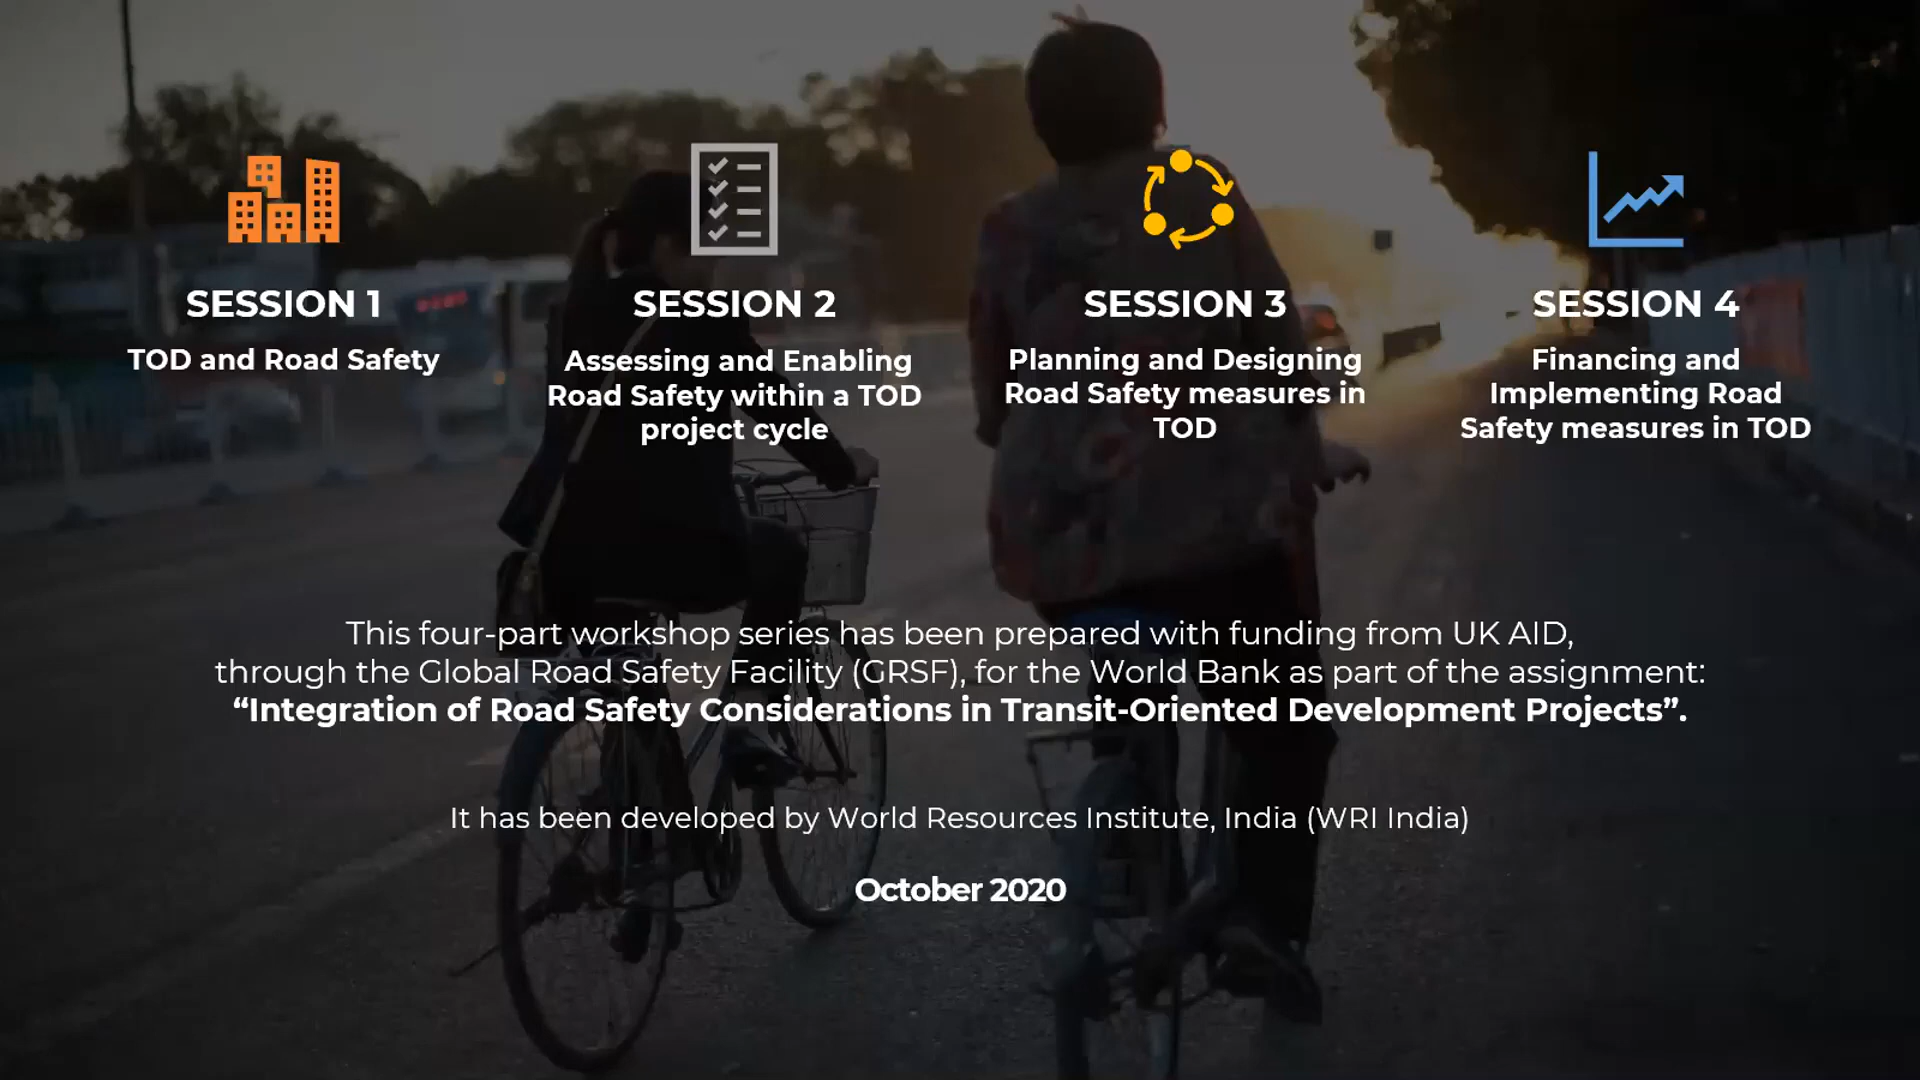 SESSION 1
TOD and Road Safety
SESSION 2
Assessing and Enabling
Road Safety within a TOD
project cycle
SESSION 3
Planning and Designing
Road Safety measures in
TOD
SESSION 4
Financing and
Implementing Road
Safety measures in TOD
This four-part workshop series has been prepared with funding from UK AID,
through the Global Road Safety Facility (GRSF), for the World Bank as part of the assignment:
“Integration of Road Safety Considerations in Transit-Oriented Development Projects”.
It has been developed by World Resources Institute, India (WRI India)
October 2020